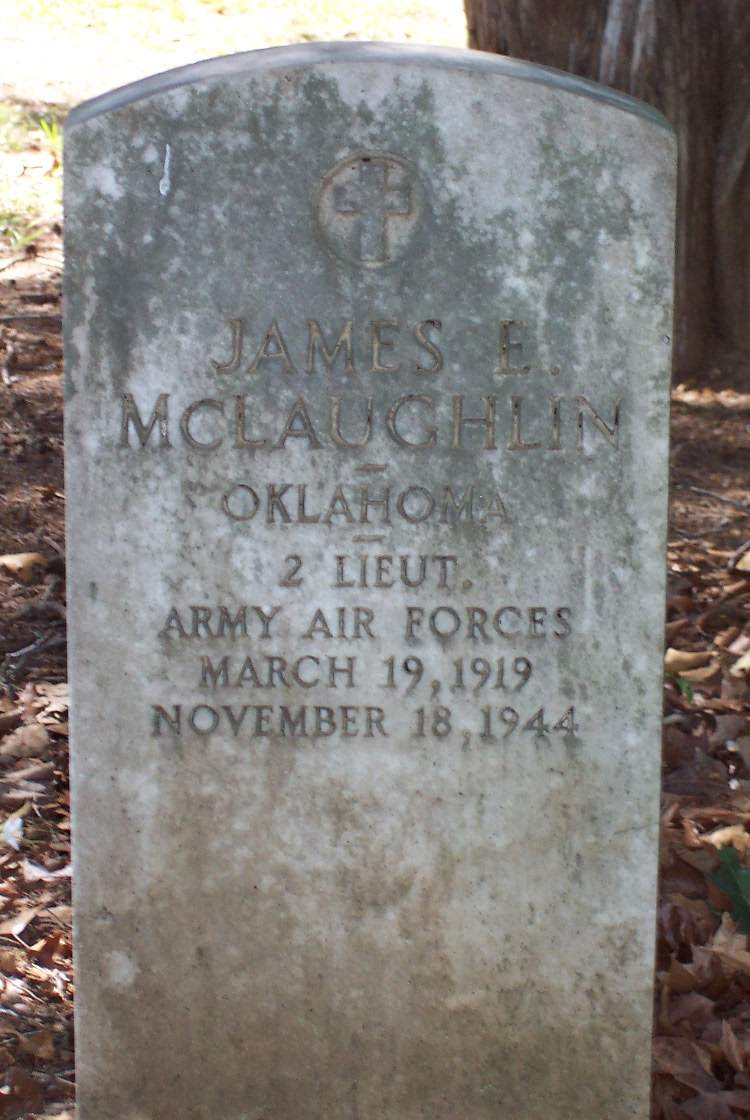 JAMES E.
MCLAUGHLIN
OKLAHOMA
2 LIEUT.
ARMY AIR FORCES
MARCH 19, 1919
NOVEMBER 18, 1944